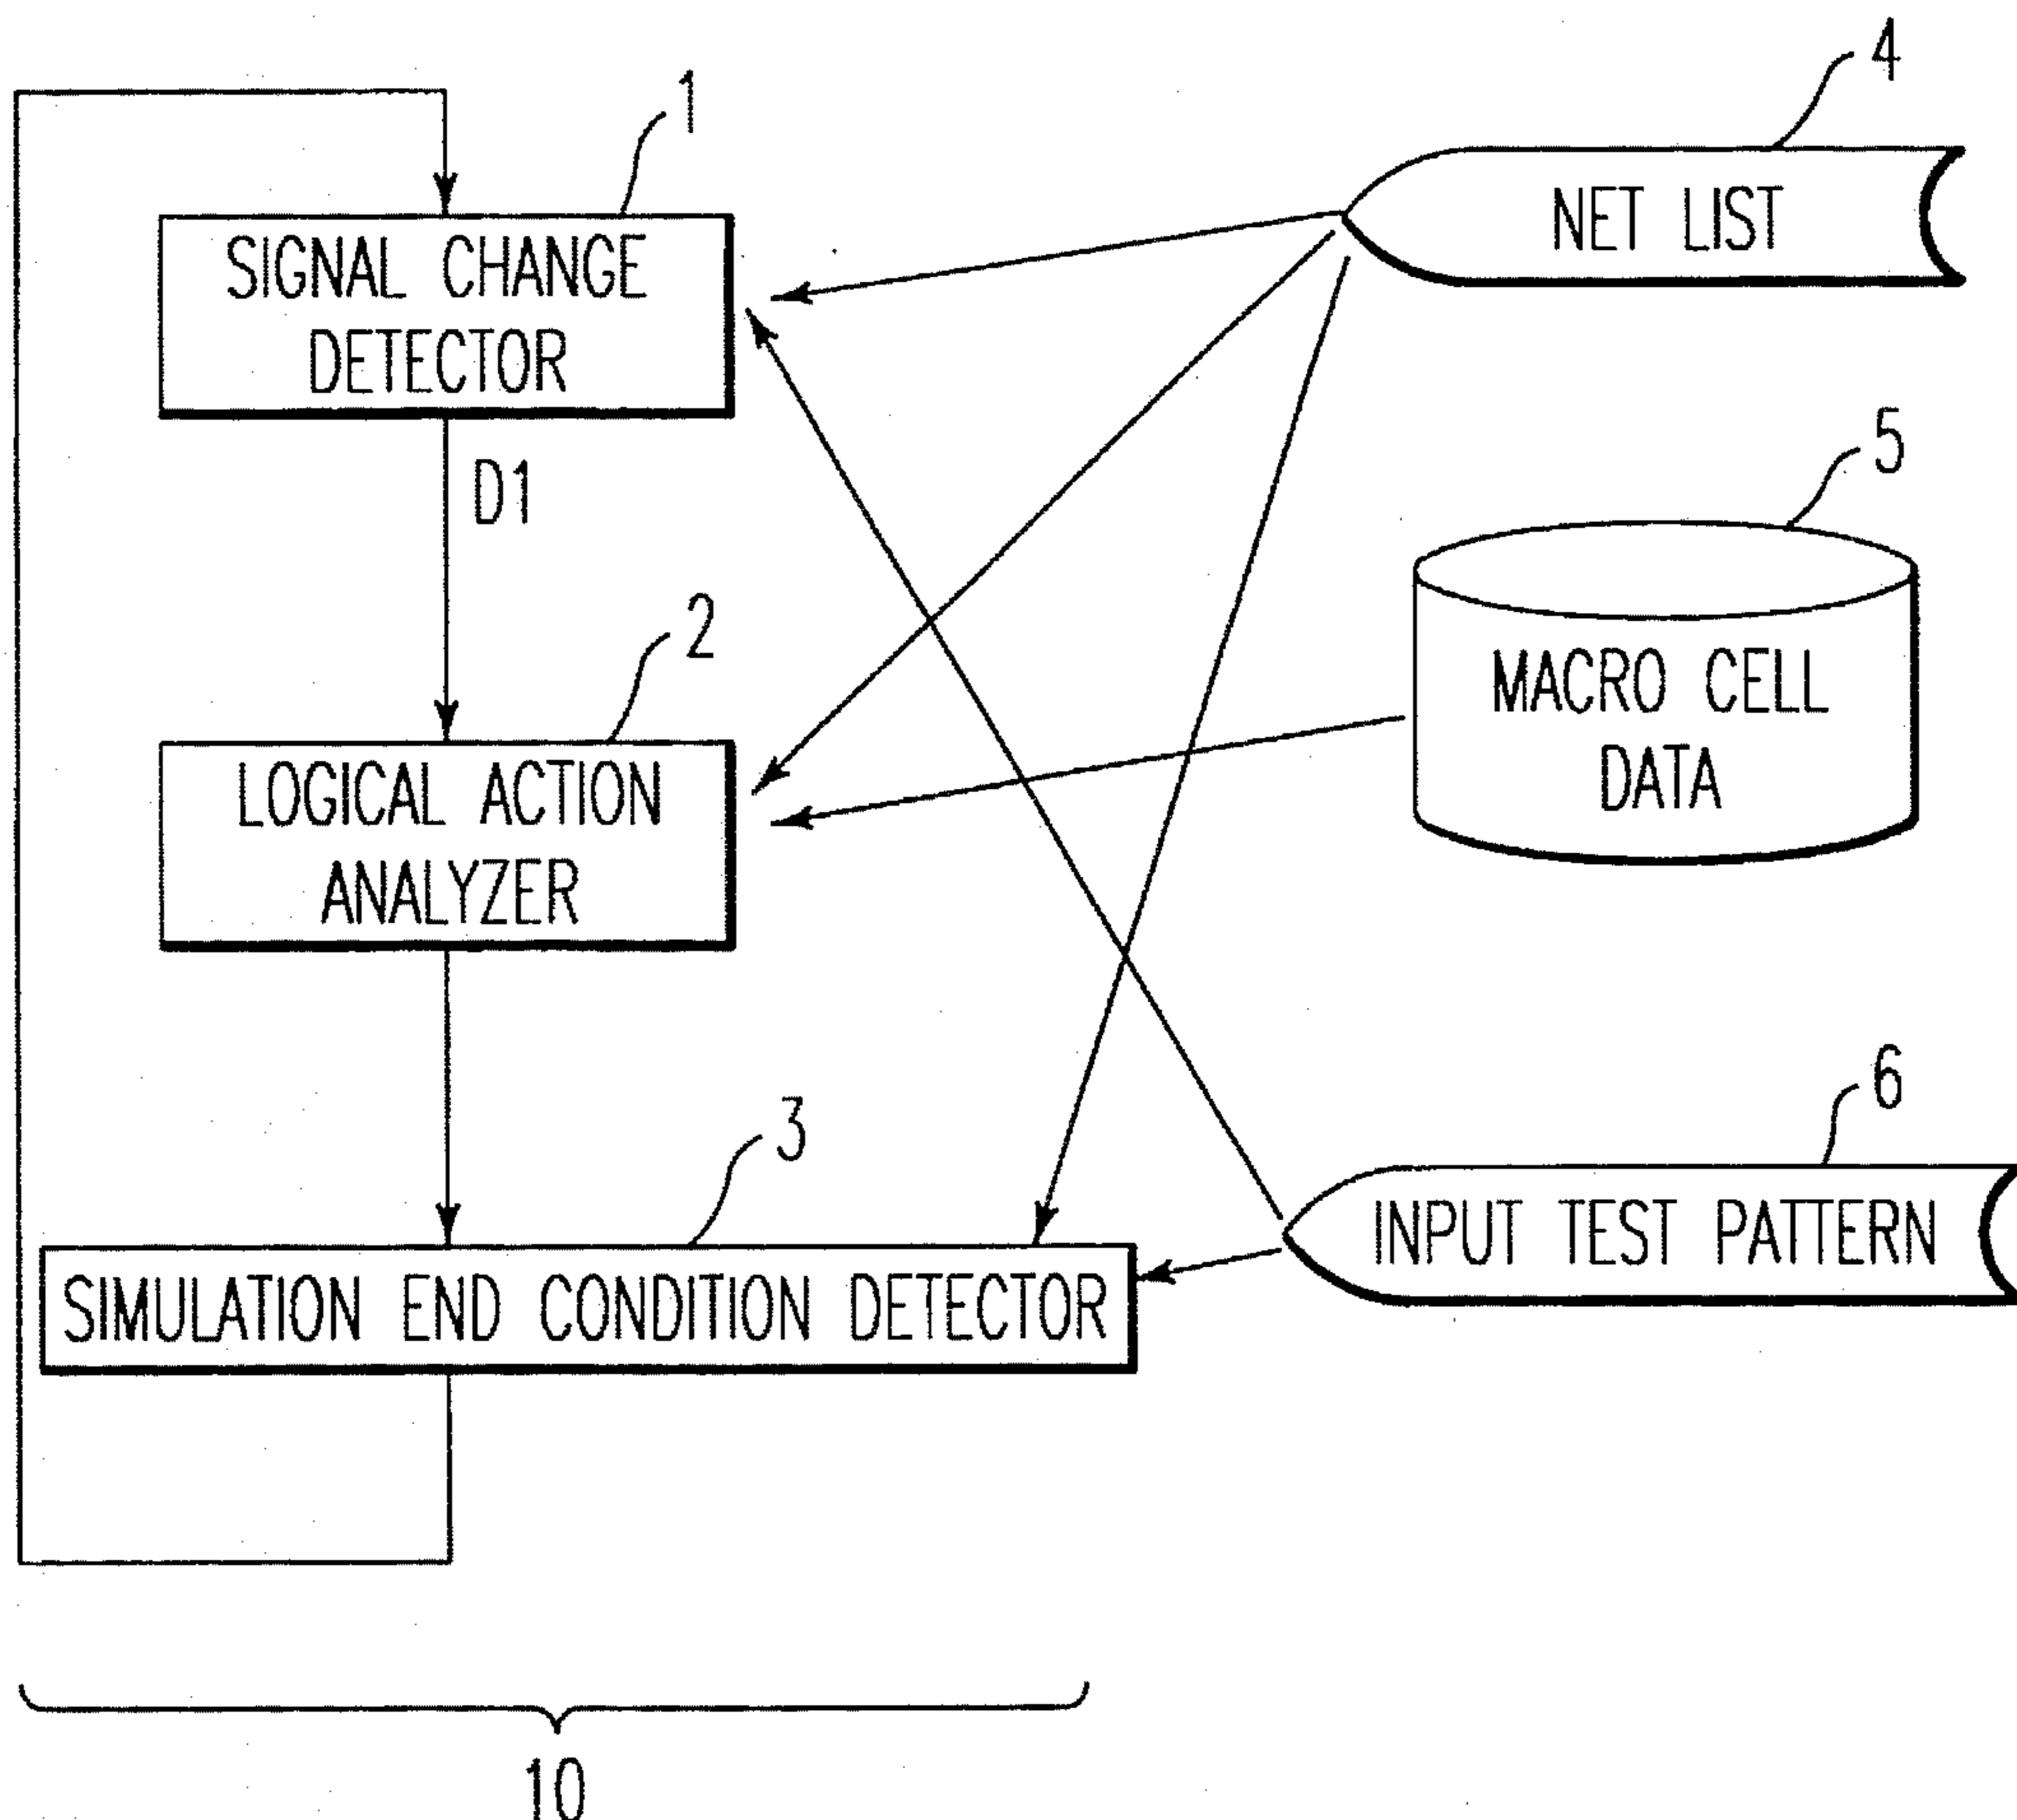 1
SIGNAL CHANGE
DETECTOR
D1
2
LOGICAL ACTION
ANALYZER
3
SIMULATION END CONDITION DETECTOR
4
NET LIST
5
MACRO CELL
DATA
6
INPUT TEST PATTERN
10